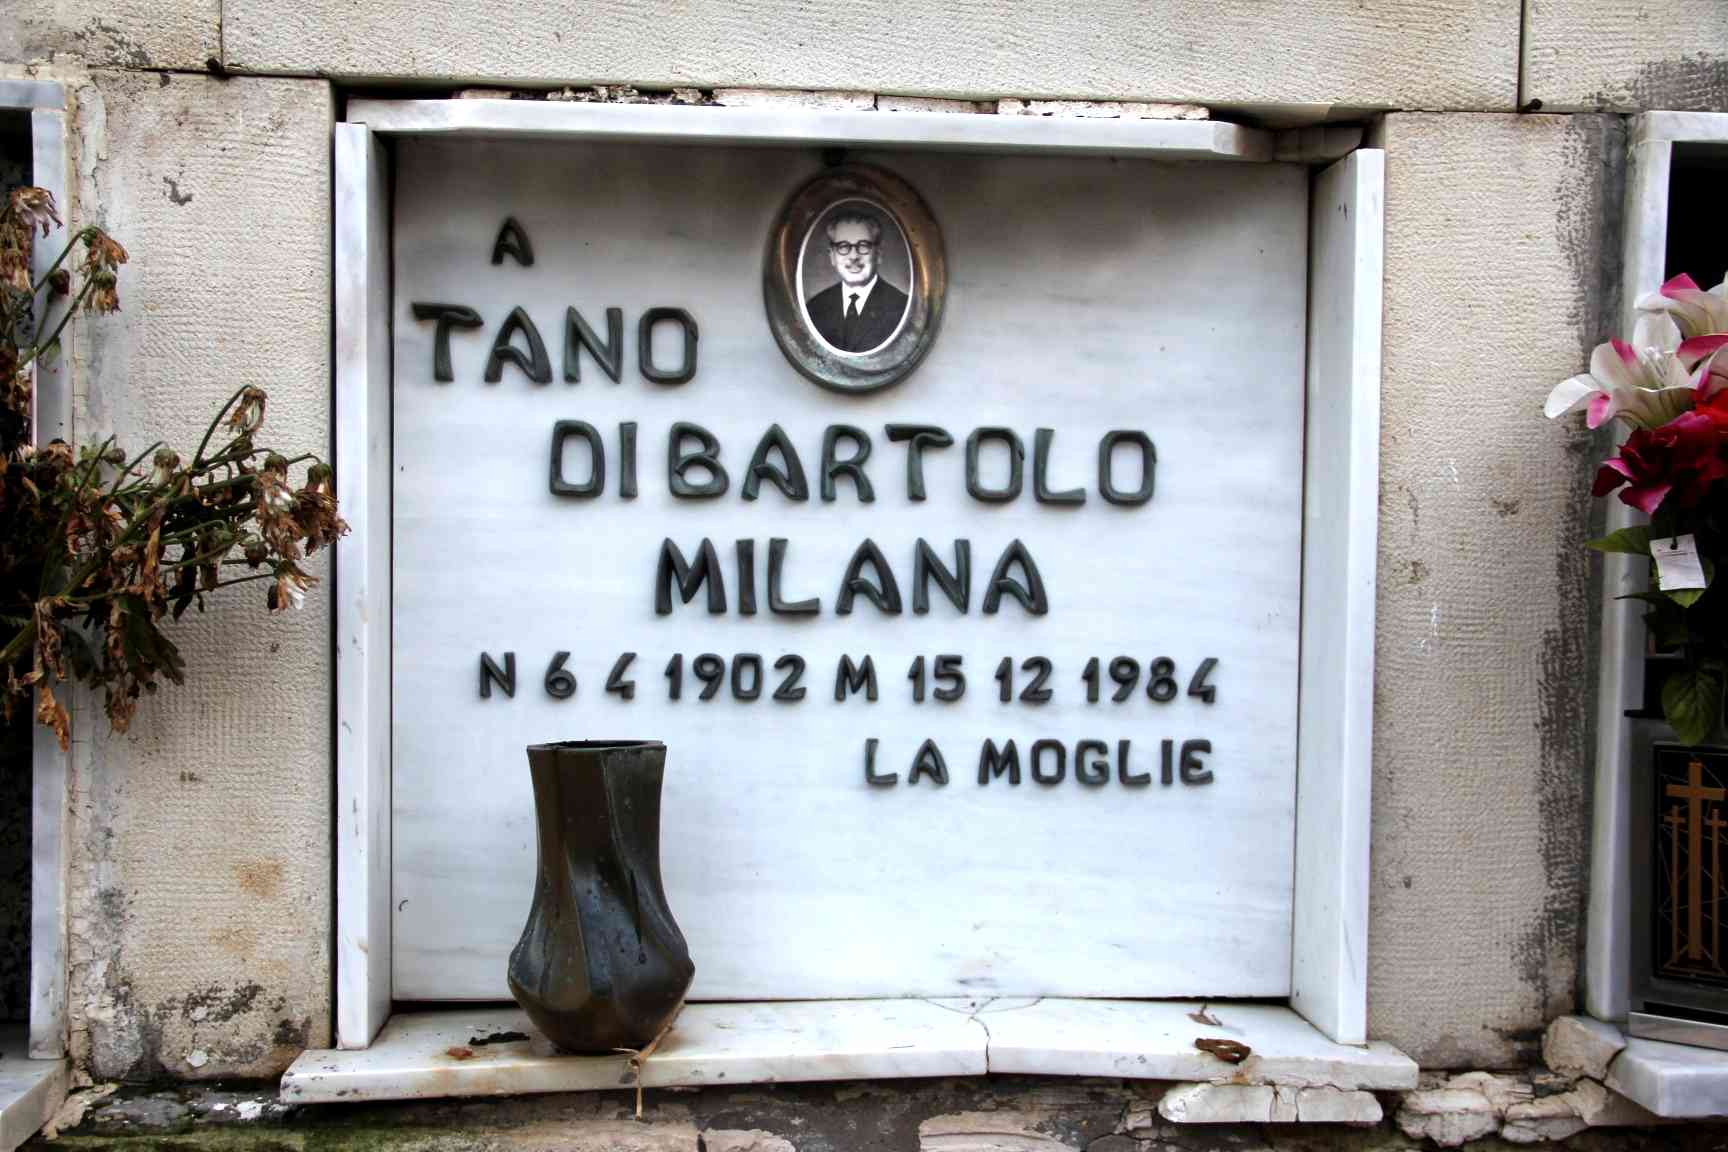 A
TANO
DI BARTOLO
MILANA
N 6 4 1902 M 15 12 1984
LA MOGLIE